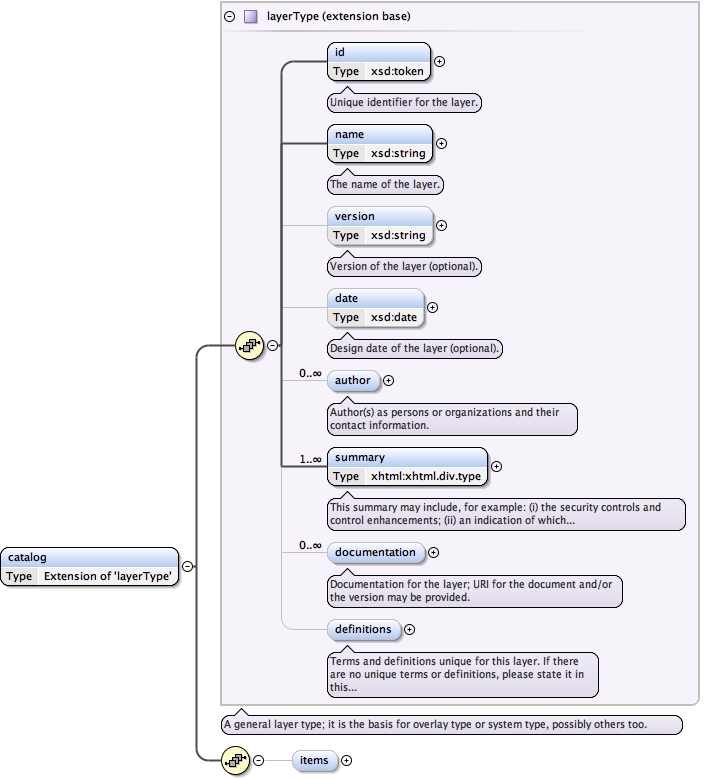 layerType (extension base)
id
Type xsd:token
Unique identifier for the layer.
name
Type xsd:string
The name of the layer.
version
Type xsd:string
Version of the layer (optional).
date
Type xsd:date
Design date of the layer (optional).
0..∞
author
Author(s) as persons or organizations and their
contact information.
1..∞
summary
Type xhtml:xhtml.div.type
This summary may include, for example: (i) the security controls and
control enhancements; (ii) an indication of which...
0..∞
documentation
Documentation for the layer; URI for the document and/or
the version may be provided.
definitions
Terms and definitions unique for this layer. If there
are no unique terms or definitions, please state it in
this...
catalog
Type Extension of 'layerType'
A general layer type; it is the basis for overlay type or system type, possibly others too.
items